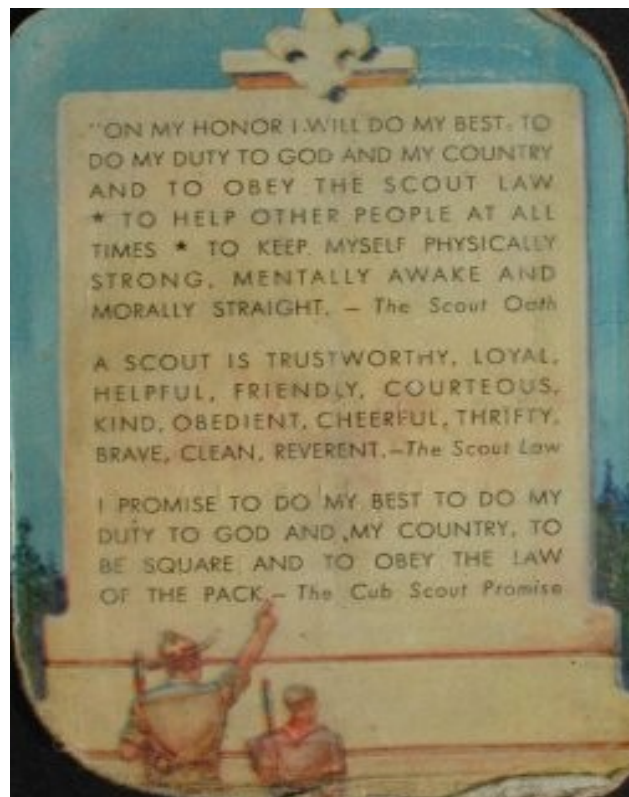 "ON MY HONOR I WILL DO MY BEST: TO
DO MY DUTY TO GOD AND MY COUNTRY
AND TO OBEY THE SCOUT LAW
* TO HELP OTHER PEOPLE AT ALL
TIMES * TO KEEP MYSELF PHYSICALLY
STRONG, MENTALLY AWAKE AND
MORALLY STRAIGHT. – The Scout Oath
A SCOUT IS TRUSTWORTHY, LOYAL,
HELPFUL, FRIENDLY, COURTEOUS,
KIND, OBEDIENT, CHEERFUL, THRIFTY,
BRAVE, CLEAN, REVERENT.–The Scout Law
I PROMISE TO DO MY BEST TO DO MY
DUTY TO GOD AND MY COUNTRY, TO
BE SQUARE AND TO OBEY THE LAW
OF THE PACK.– The Cub Scout Promise